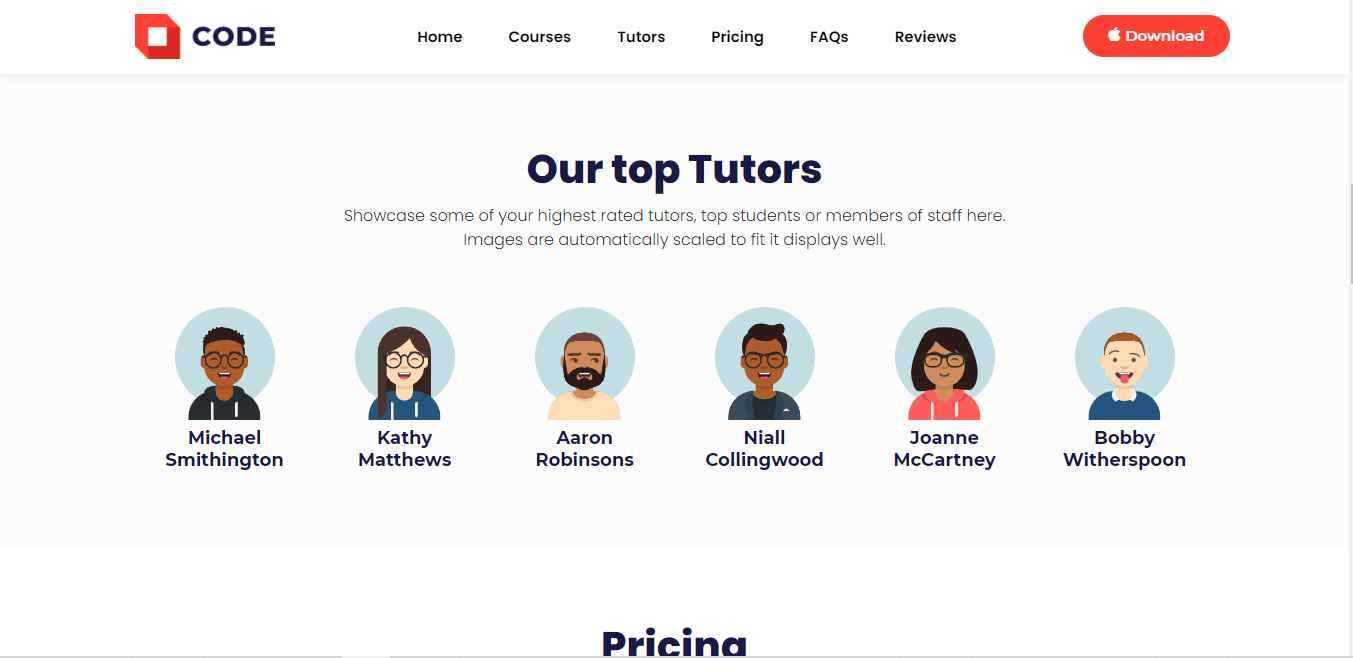 CODE
Home Courses Tutors Pricing FAQs Reviews
Download
Our top Tutors
Showcase some of your highest rated tutors, top students or members of staff here.
Images are automatically scaled to fit it displays well.
Michael
Smithington
Kathy
Matthews
Aaron
Robinsons
Niall
Collingwood
Joanne
McCartney
Bobby
Witherspoon
Pricing